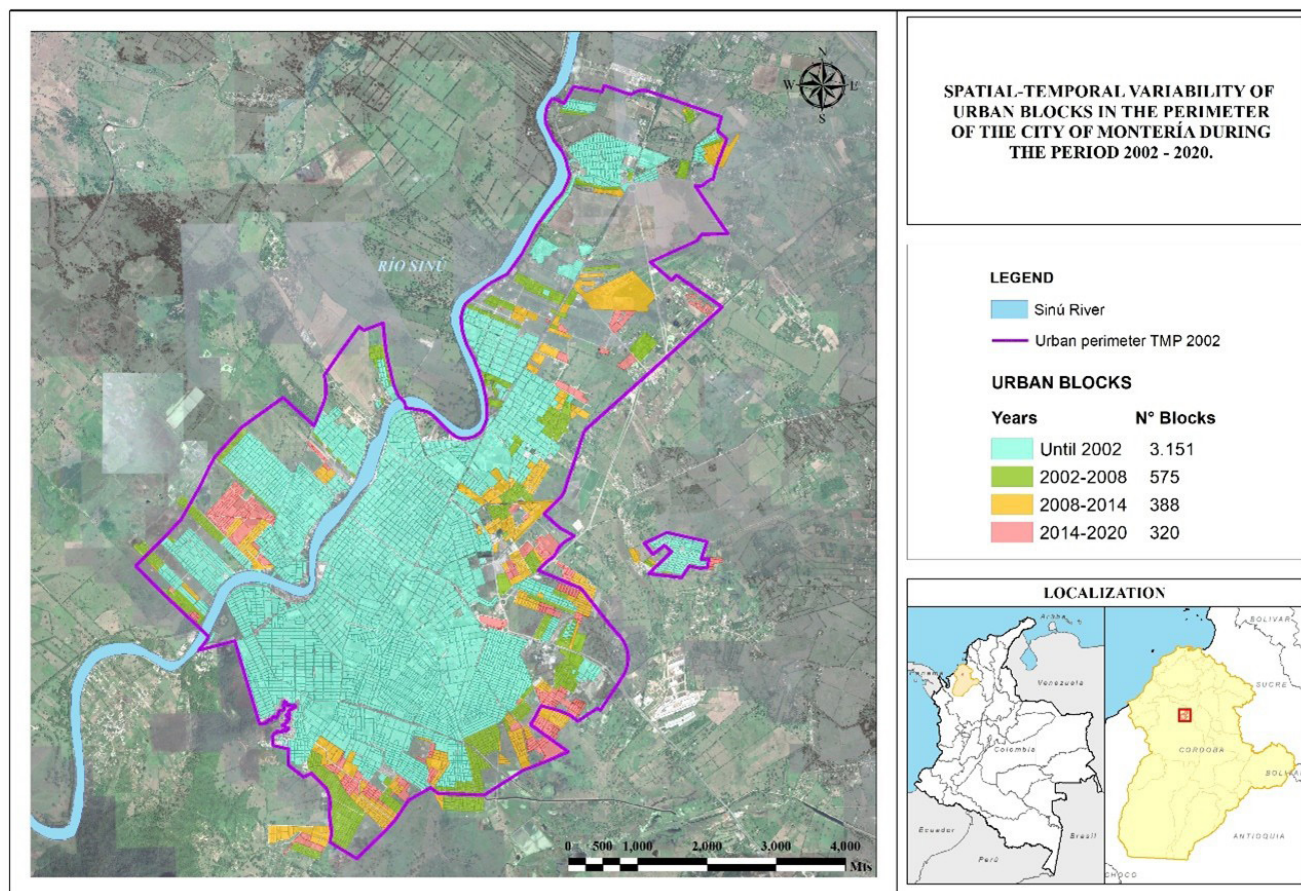 N
W E
S
RÍO SINÚ
0 500 1,000 2,000 3,000 4,000
Mts
SPATIAL-TEMPORAL VARIABILITY OF
URBAN BLOCKS IN THE PERIMETER
OF THE CITY OF MONTERÍA DURING
THE PERIOD 2002 - 2020.
LEGEND
Sinú River
Urban perimeter TMP 2002
URBAN BLOCKS
Years N° Blocks
Until 2002 3.151
2002-2008 575
2008-2014 388
2014-2020 320
LOCALIZATION
Venezuela
Colombia
Ecuador
Perú
Brasil
BOLIVAR
SUCRE
CORDOBA
ANTIOQUIA
CHOCO